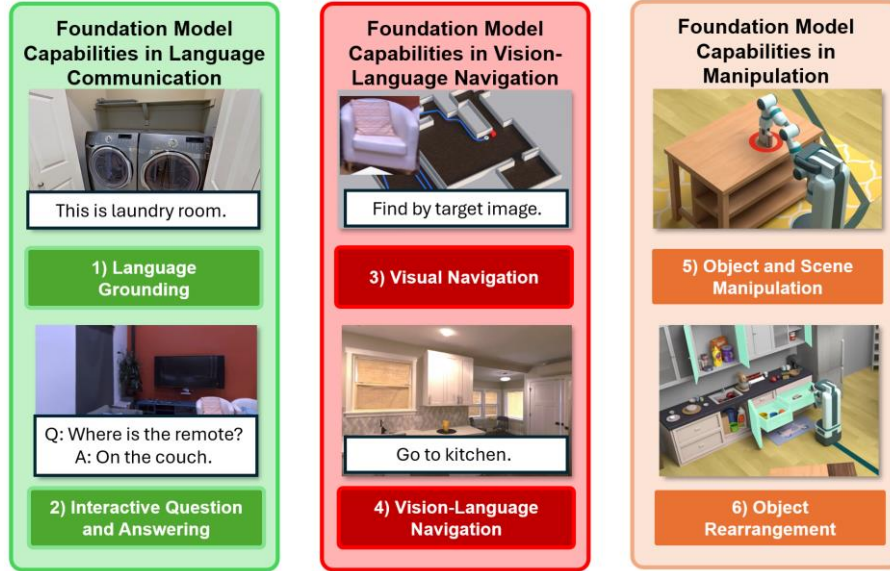 Foundation Model
Capabilities in Language
Communication
This is laundry room.
1) Language
Grounding
Q: Where is the remote?
A: On the couch.
2) Interactive Question
and Answering
Foundation Model
Capabilities in Vision-
Language Navigation
Find by target image.
3) Visual Navigation
Go to kitchen.
4) Vision-Language
Navigation
Foundation Model
Capabilities in
Manipulation
5) Object and Scene
Manipulation
6) Object
Rearrangement